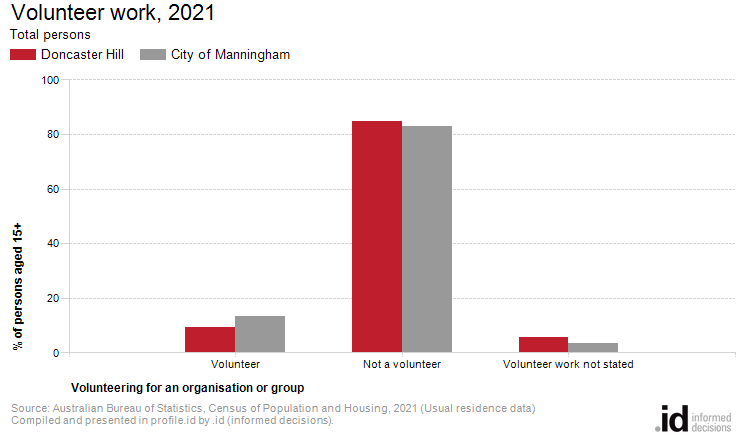 Volunteer work, 2021
Total persons
Doncaster Hill City of Manningham
100
80
60
40
20
0
% of persons aged 15+
Volunteer Not a volunteer Volunteer work not stated
Volunteering for an organisation or group
Source: Australian Bureau of Statistics, Census of Population and Housing, 2021 (Usual residence data)
Compiled and presented in profile.id by .id (informed decisions).
.id informed
decisions